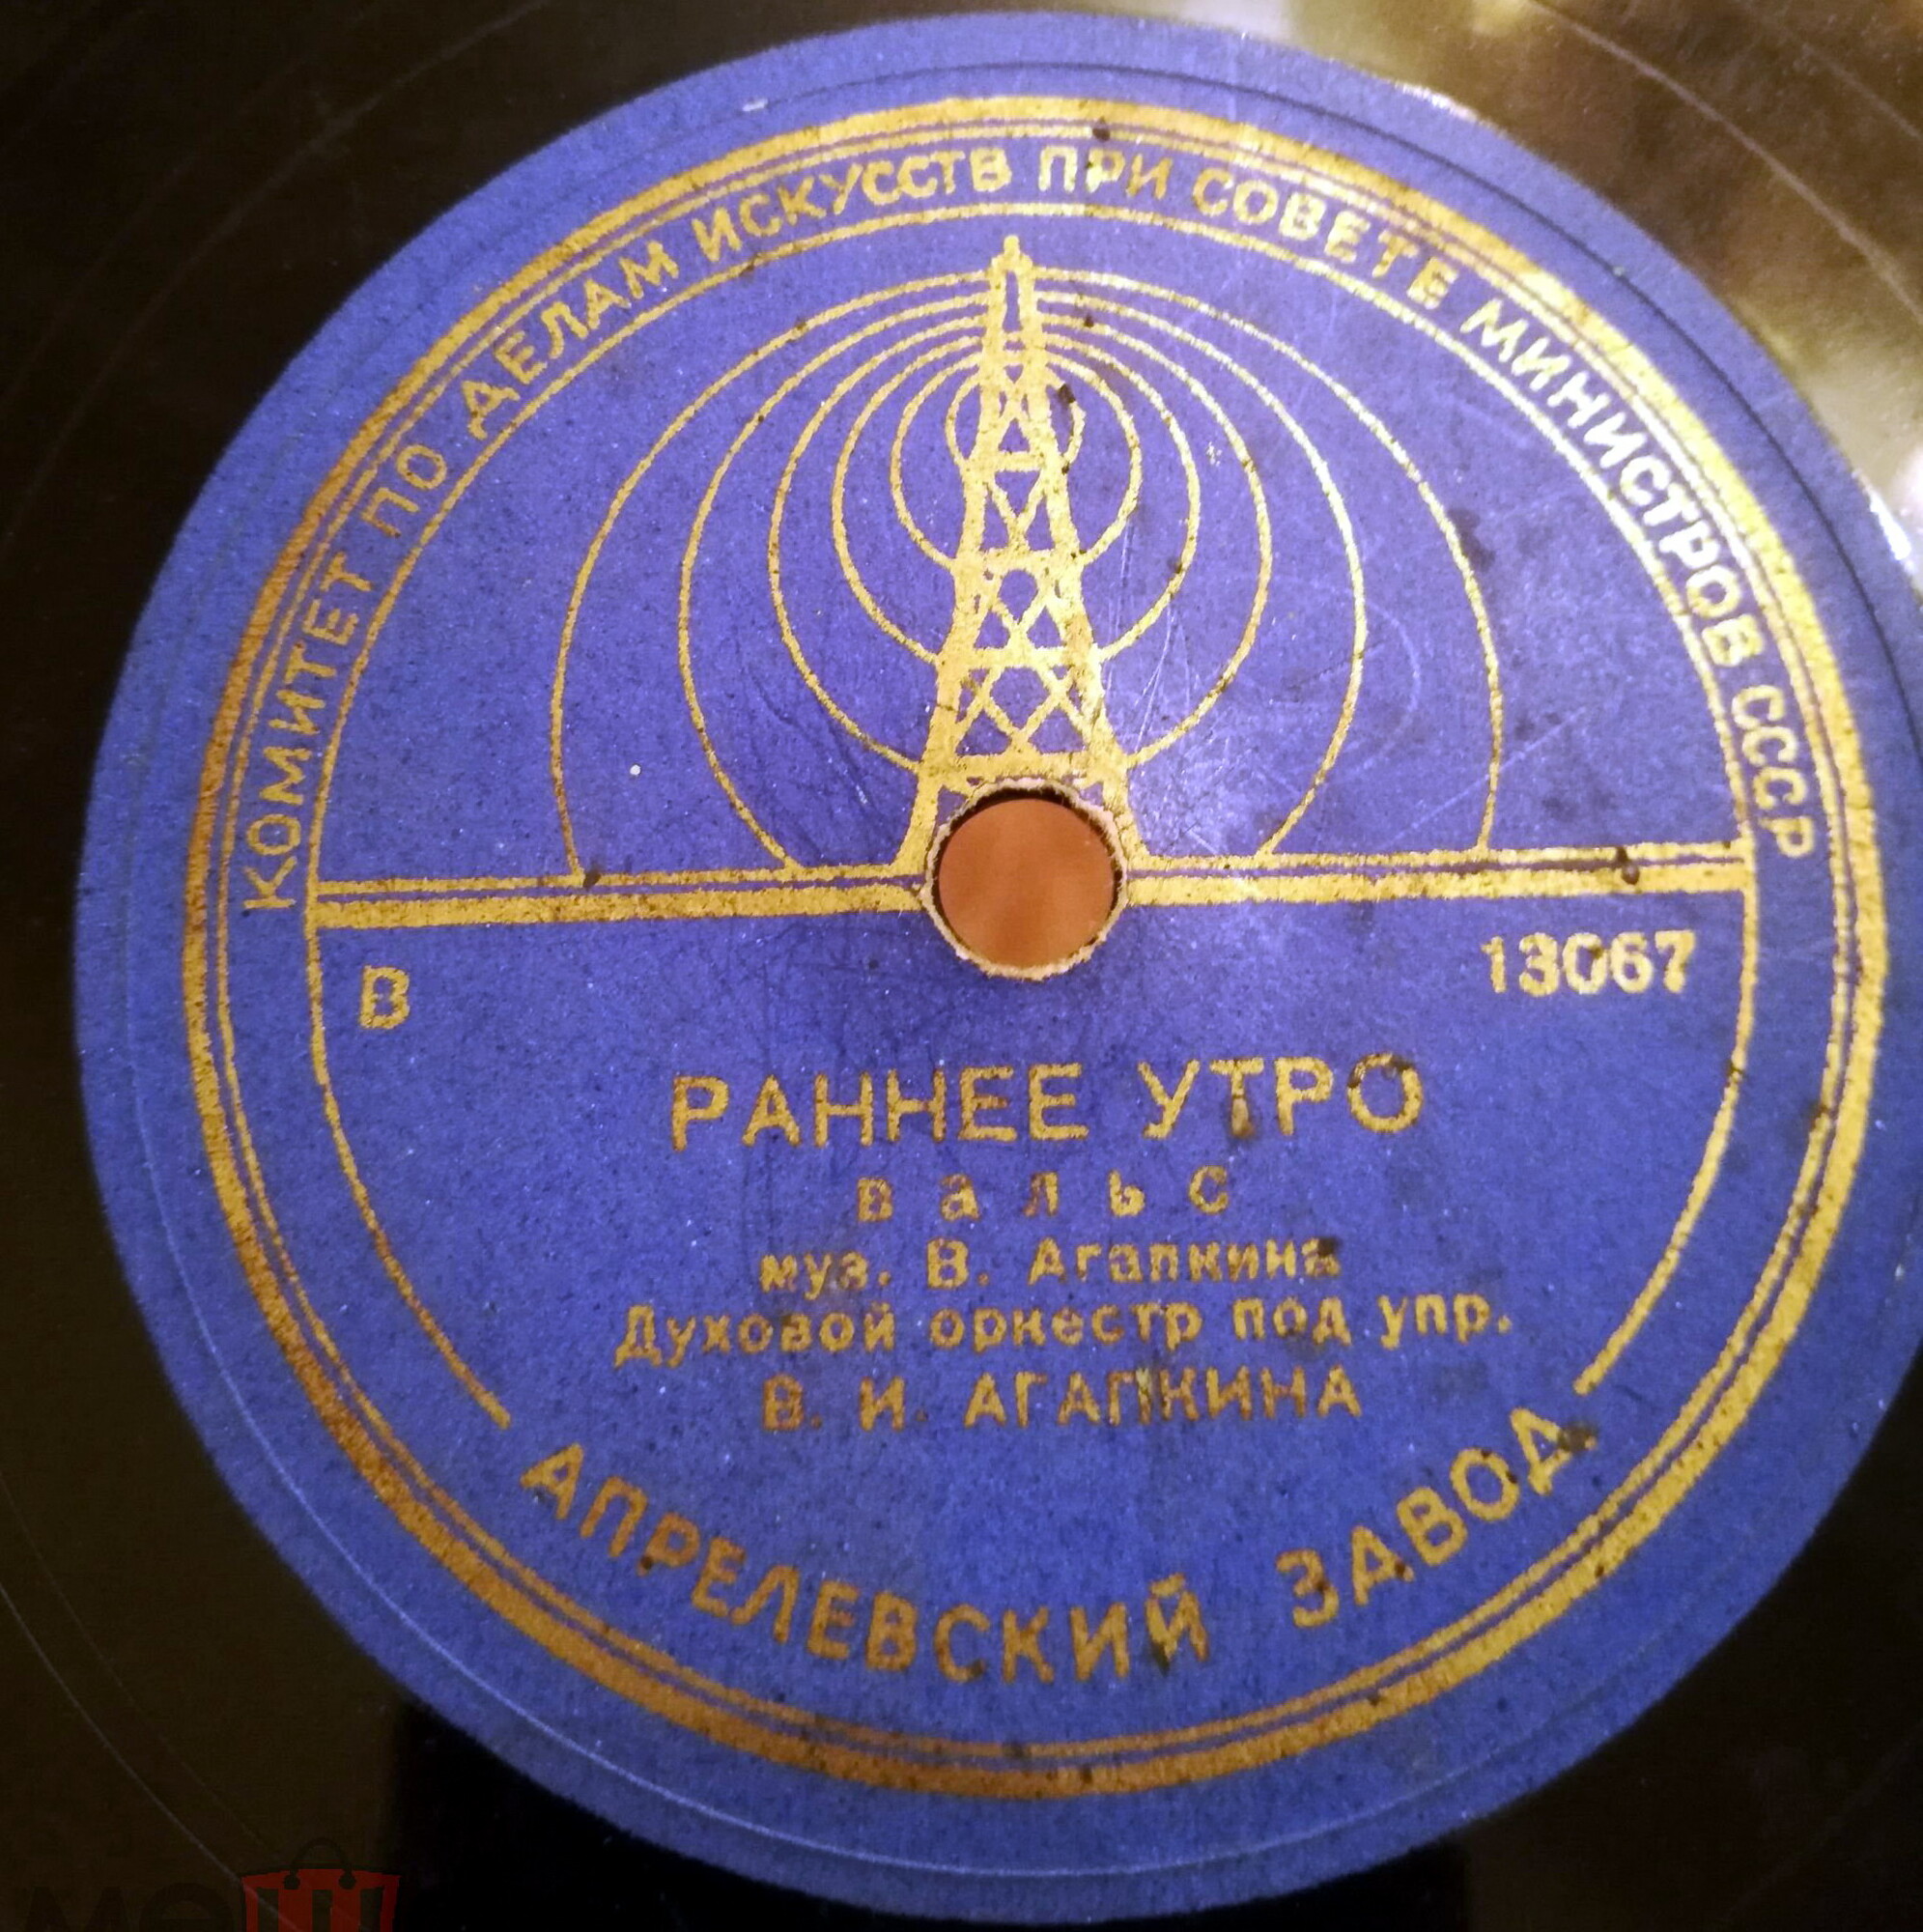 КОМИТЕТ ПО ДЕЛАМ ИСКУССТВ ПРИ СОВЕТЕ МИНИСТРОВ СССР
В 13067
РАННЕЕ УТРО
вальс
муз. В. Агапкина
Духовой оркестр под упр.
В. И. АГАПКИНА
АПРЕЛЕВСКИЙ ЗАВОД